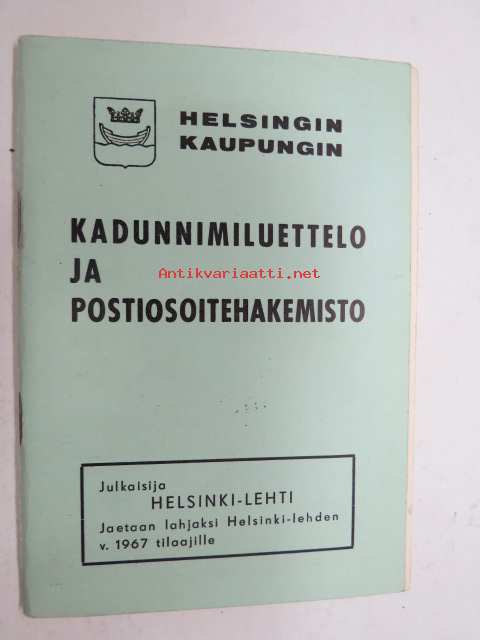 HELSINGIN
KAUPUNGIN
KADUNNIMILUETTELO
JA
Antikvariaatti.net
POSTIOSOITEHAKEMISTO
Julkaisija
HELSINKI-LEHTI
Jaetaan lahjaksi Helsinki-lehden
v. 1967 tilaajille